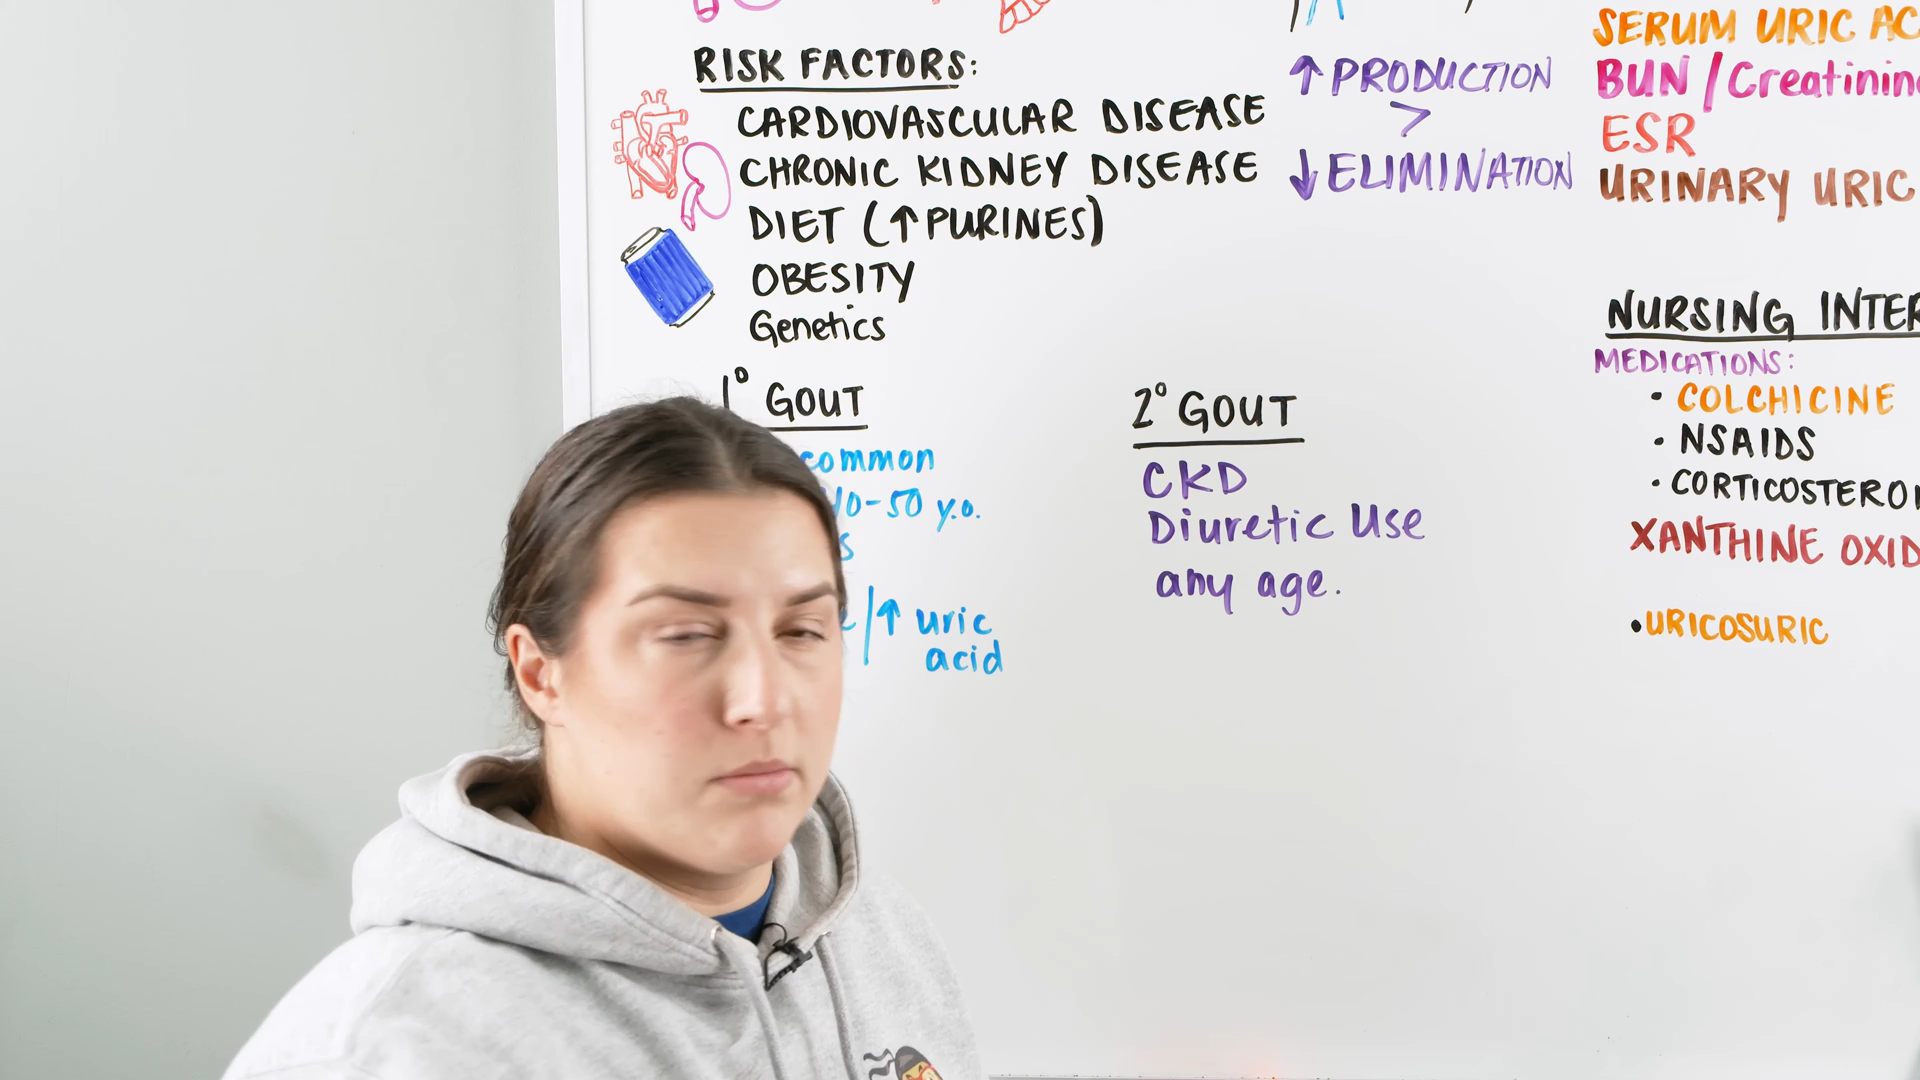 RISK FACTORS:
CARDIOVASCULAR DISEASE
CHRONIC KIDNEY DISEASE
DIET (↑PURINES)
OBESITY
Genetics
↑PRODUCTION
>
↓ELIMINATION
1° GOUT
common
40-50 y.o.
/↑ uric
acid
2° GOUT
CKD
Diuretic Use
any age.
SERUM URIC AC
BUN/Creatinin
ESR
URINARY URIC
NURSING INTER
MEDICATIONS:
• COLCHICINE
• NSAIDS
• CORTICOSTERO
XANTHINE OXID
•URICOSURIC